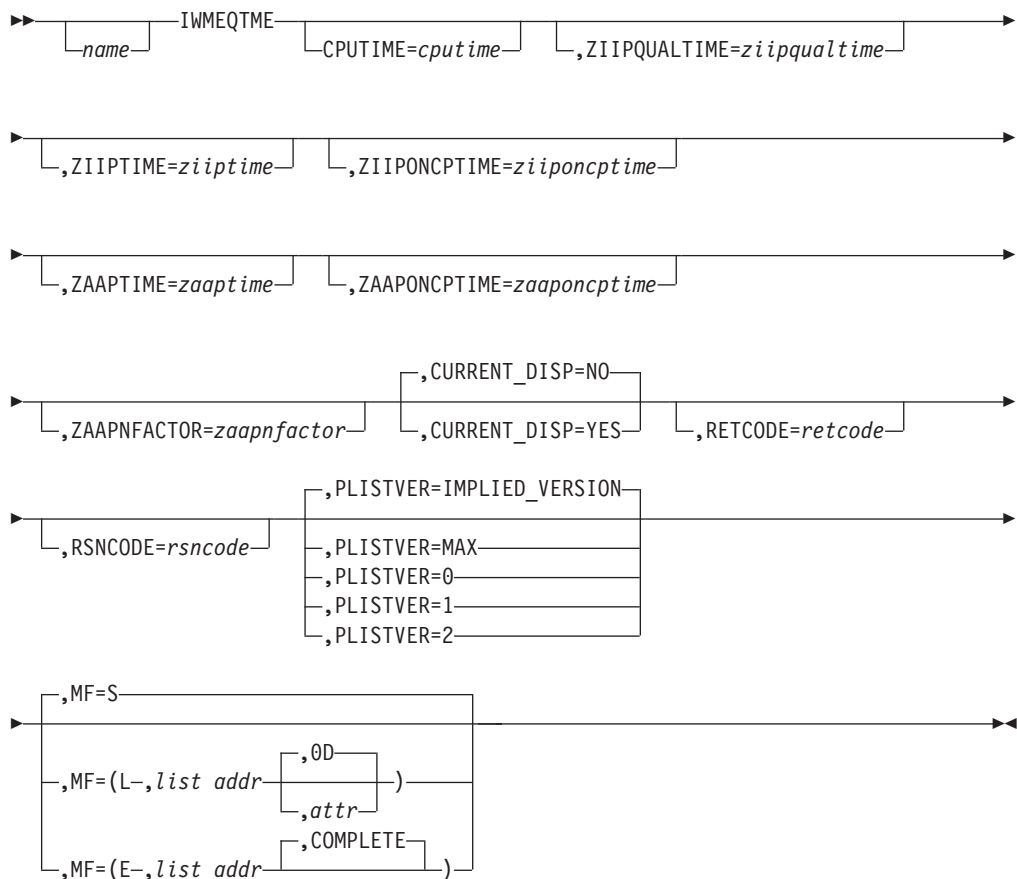 name IWMEQTME CPUTIME=cputime ,ZIIPQUALTIME=ziipqualtime
,ZIIPTIME=ziiptime ,ZIIPONCPTIME=ziiponcptime
,ZAAPTIME=zaaptime ,ZAAPONCPTIME=zaaponcptime
,CURRENT_DISP=NO
,ZAAPNFACTOR=zaapnfactor ,CURRENT_DISP=YES ,RETCODE=retcode
,PLISTVER=IMPLIED_VERSION
,RSNCODE=rsncode ,PLISTVER=MAX
,PLISTVER=0
,PLISTVER=1
,PLISTVER=2
,MF=S
,0D
,MF=(L ,list addr )
,attr
,COMPLETE
,MF=(E ,list addr )